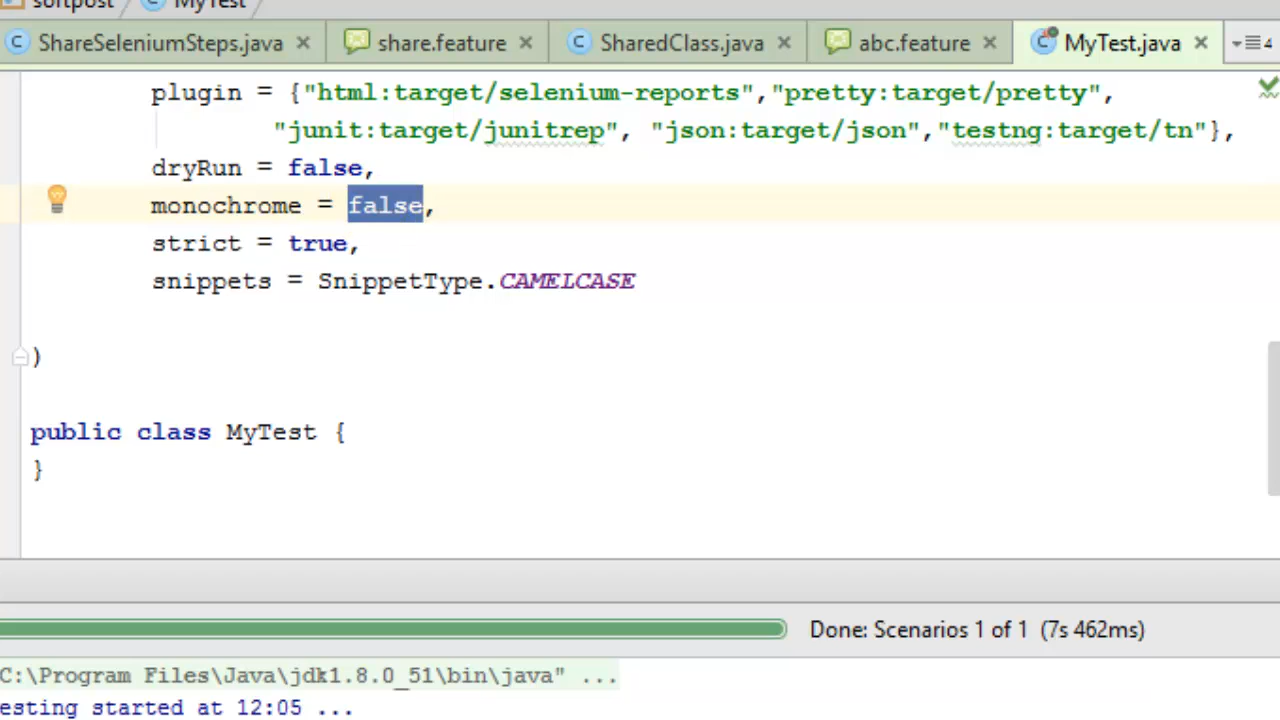 softpost MyTest
ShareSeleniumSteps.java share.feature SharedClass.java abc.feature MyTest.java 4
plugin = {"html:target/selenium-reports","pretty:target/pretty",
"junit:target/junitrep", "json:target/json","testng:target/tn"},
dryRun = false,
monochrome = false,
strict = true,
snippets = SnippetType.CAMELCASE
)
public class MyTest {
}
Done: Scenarios 1 of 1 (7s 462ms)
C:\Program Files\Java\jdk1.8.0_51\bin\java" ...
esting started at 12:05 ...